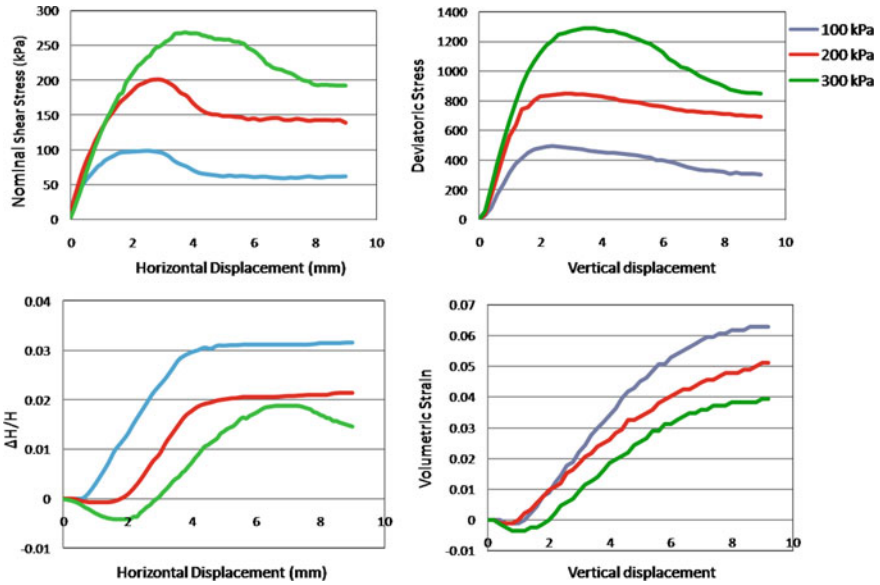 Nominal Shear Stress (kPa)
300
250
200
150
100
50
0
0 2 4 6 8 10
Horizontal Displacement (mm)
Deviatoric Stress
1400
1200
1000
800
600
400
200
0
0 2 4 6 8 10
Vertical displacement
100 kPa
200 kPa
300 kPa
ΔH/H
0.04
0.03
0.02
0.01
0
-0.01
0 2 4 6 8 10
Horizontal Displacement (mm)
Volumetric Strain
0.07
0.06
0.05
0.04
0.03
0.02
0.01
0
-0.01
0 2 4 6 8 10
Vertical displacement